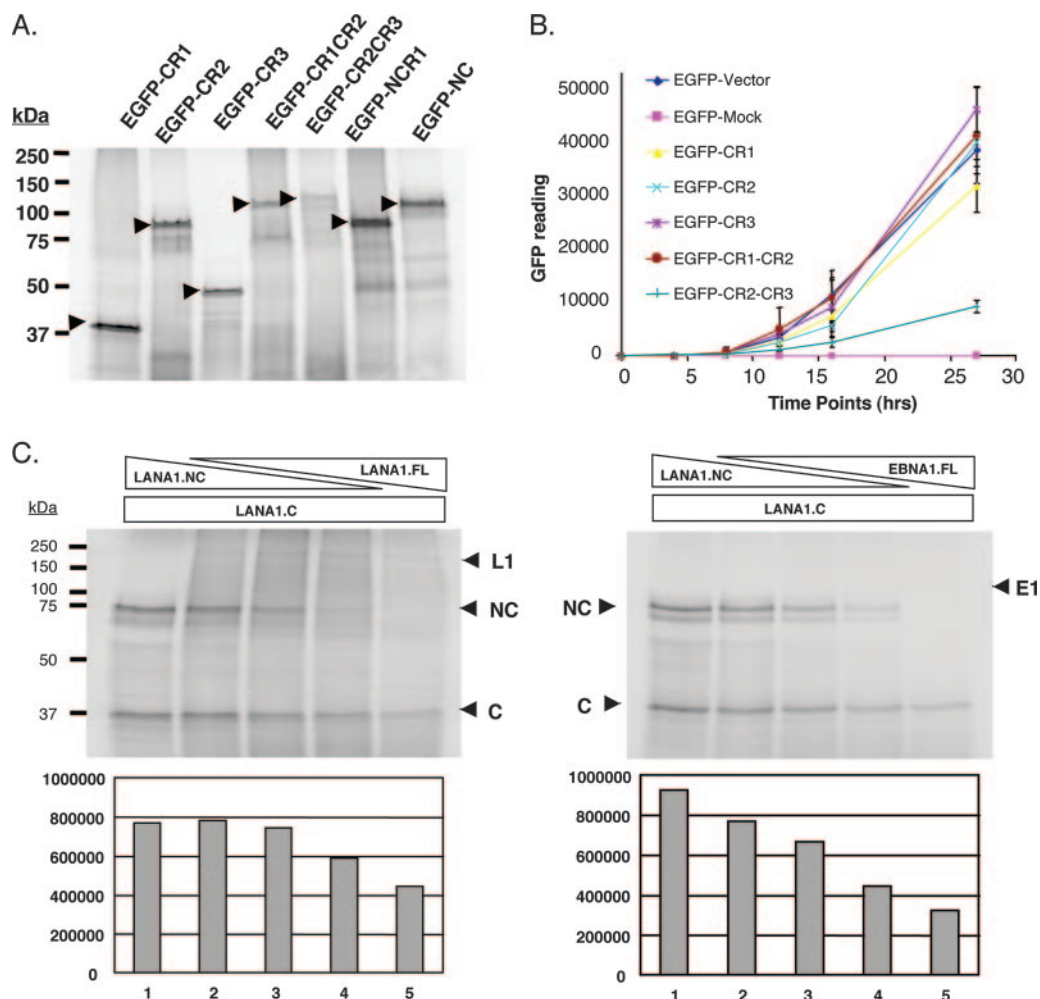 A.
EGFP-CR1
EGFP-CR2
EGFP-CR3
EGFP-CR1CR2
EGFP-CR2CR3
EGFP-NCR1
EGFP-NC
kDa
250
150
100
75
50
37
B.
GFP reading
50000
40000
30000
20000
10000
0
EGFP-Vector
EGFP-Mock
EGFP-CR1
EGFP-CR2
EGFP-CR3
EGFP-CR1-CR2
EGFP-CR2-CR3
0 5 10 15 20 25 30
Time Points (hrs)
C.
LANA1.NC LANA1.FL
LANA1.C
kDa
250
150
100
75
50
37
L1
NC
C
1000000
800000
600000
400000
200000
0
1 2 3 4 5
LANA1.NC EBNA1.FL
LANA1.C
E1
NC
C
1000000
800000
600000
400000
200000
0
1 2 3 4 5